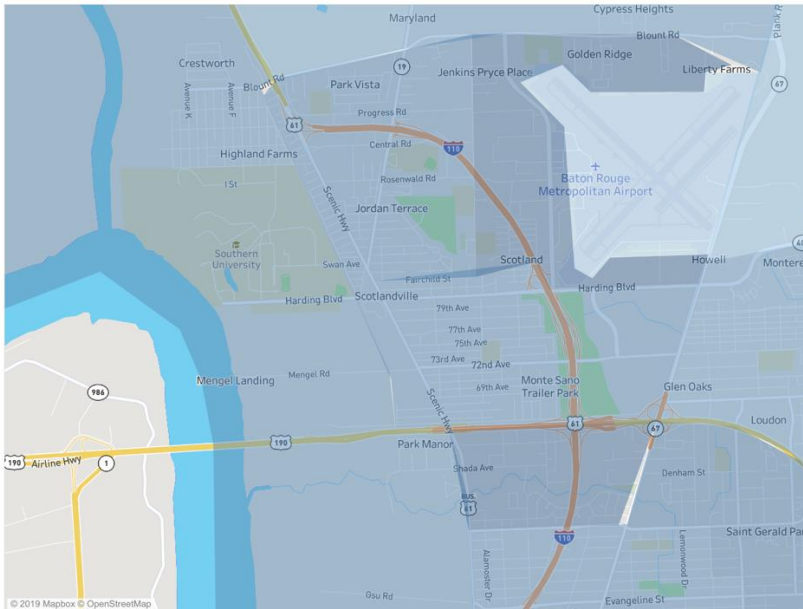 Maryland
Cypress Heights
Blount Rd
Plank R
Crestworth
19
Golden Ridge
Jenkins Pryce Place
Liberty Farms
Blount Rd
Park Vista
67
Avenue K
Avenue F
Progress Rd
61
Central Rd
110
Highland Farms
Baton Rouge
Metropolitan Airport
Rosenwald Rd
I St
Scenic Hwy
Jordan Terrace
Southern
University
Swan Ave
Scotland
Howell
Montere
Fairchild St
Harding Blvd
Scotlandville
Harding Blvd
79th Ave
77th Ave
75th Ave
73rd Ave
72nd Ave
Mengel Landing
Mengel Rd
69th Ave
Monte Sano
Trailer Park
986
Glen Oaks
Scenic Hwy
61
67
Loudon
190
Park Manor
190
Airline Hwy
1
Shada Ave
Denham St
BUS.
61
110
Saint Gerald Pa
Lemonwood Dr
Alamoster Dr
Gsu Rd
Evangeline St
© 2019 Mapbox © OpenStreetMap